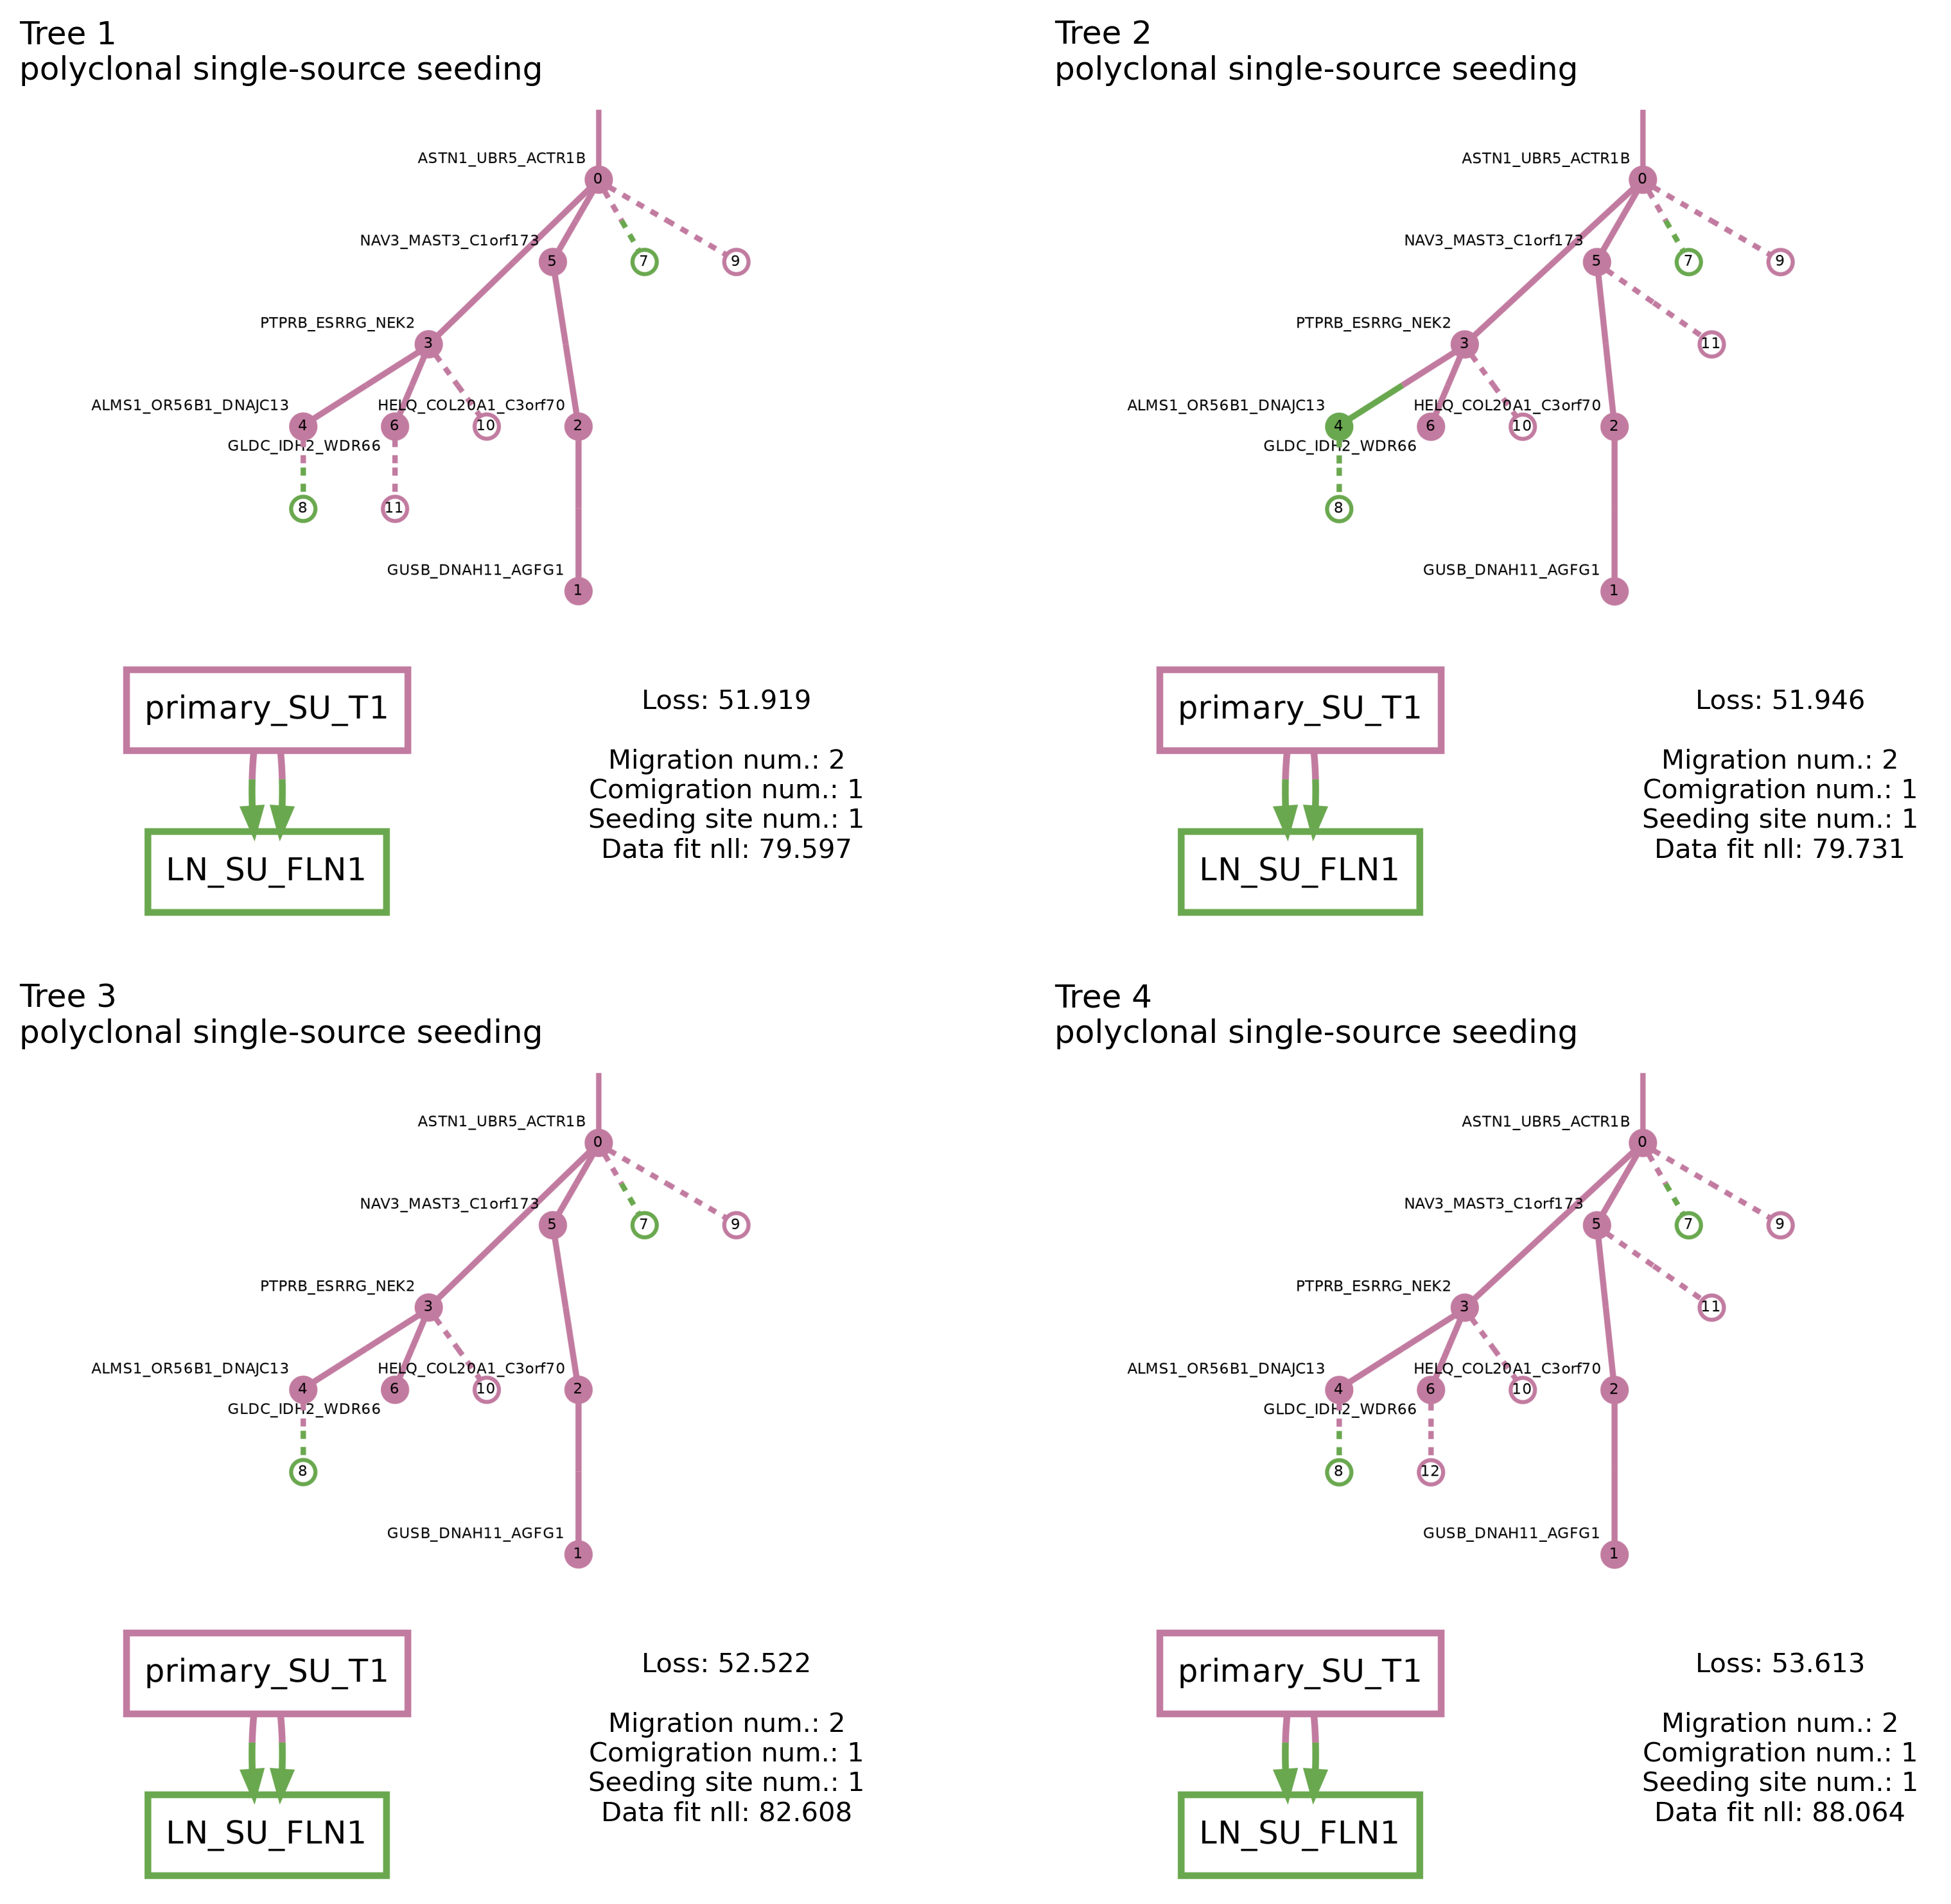 Tree 1
polyclonal single-source seeding
ASTN1_UBR5_ACTR1B
0
NAV3_MAST3_C1orf173
5
7
9
PTPRB_ESRRG_NEK2
3
ALMS1_OR56B1_DNAJC13
HELQ_COL20A1_C3orf70
4
6
10
2
GLDC_IDH2_WDR66
8
11
GUSB_DNAH11_AGFG1
1
primary_SU_T1
LN_SU_FLN1
Loss: 51.919
Migration num.: 2
Comigration num.: 1
Seeding site num.: 1
Data fit nll: 79.597
Tree 2
polyclonal single-source seeding
ASTN1_UBR5_ACTR1B
0
NAV3_MAST3_C1orf173
5
7
9
PTPRB_ESRRG_NEK2
3
11
ALMS1_OR56B1_DNAJC13
HELQ_COL20A1_C3orf70
4
6
10
2
GLDC_IDH2_WDR66
8
GUSB_DNAH11_AGFG1
1
primary_SU_T1
LN_SU_FLN1
Loss: 51.946
Migration num.: 2
Comigration num.: 1
Seeding site num.: 1
Data fit nll: 79.731
Tree 3
polyclonal single-source seeding
ASTN1_UBR5_ACTR1B
0
NAV3_MAST3_C1orf173
5
7
9
PTPRB_ESRRG_NEK2
3
ALMS1_OR56B1_DNAJC13
HELQ_COL20A1_C3orf70
4
6
10
2
GLDC_IDH2_WDR66
8
GUSB_DNAH11_AGFG1
1
primary_SU_T1
LN_SU_FLN1
Loss: 52.522
Migration num.: 2
Comigration num.: 1
Seeding site num.: 1
Data fit nll: 82.608
Tree 4
polyclonal single-source seeding
ASTN1_UBR5_ACTR1B
0
NAV3_MAST3_C1orf173
5
7
9
PTPRB_ESRRG_NEK2
3
11
ALMS1_OR56B1_DNAJC13
HELQ_COL20A1_C3orf70
4
6
10
2
GLDC_IDH2_WDR66
8
12
GUSB_DNAH11_AGFG1
1
primary_SU_T1
LN_SU_FLN1
Loss: 53.613
Migration num.: 2
Comigration num.: 1
Seeding site num.: 1
Data fit nll: 88.064